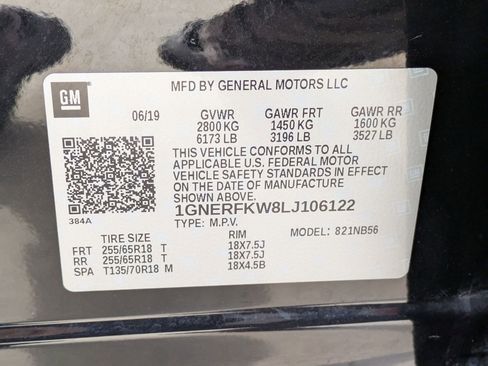 MFD BY GENERAL MOTORS LLC
GM
06/19 GVWR GAWR FRT GAWR RR
2800 KG 1450 KG 1600 KG
6173 LB 3196 LB 3527 LB
THIS VEHICLE CONFORMS TO ALL
APPLICABLE U.S. FEDERAL MOTOR
VEHICLE SAFETY STANDARDS IN EFFECT
ON THE DATE OF MANUFACTURE
SHOWN ABOVE.
1GNERFKW8LJ106122
384A
TYPE: M.P.V. MODEL: 821NB56
TIRE SIZE RIM
FRT 255/65R18 T 18X7.5J
RR 255/65R18 T 18X7.5J
SPA T135/70R18 M 18X4.5B